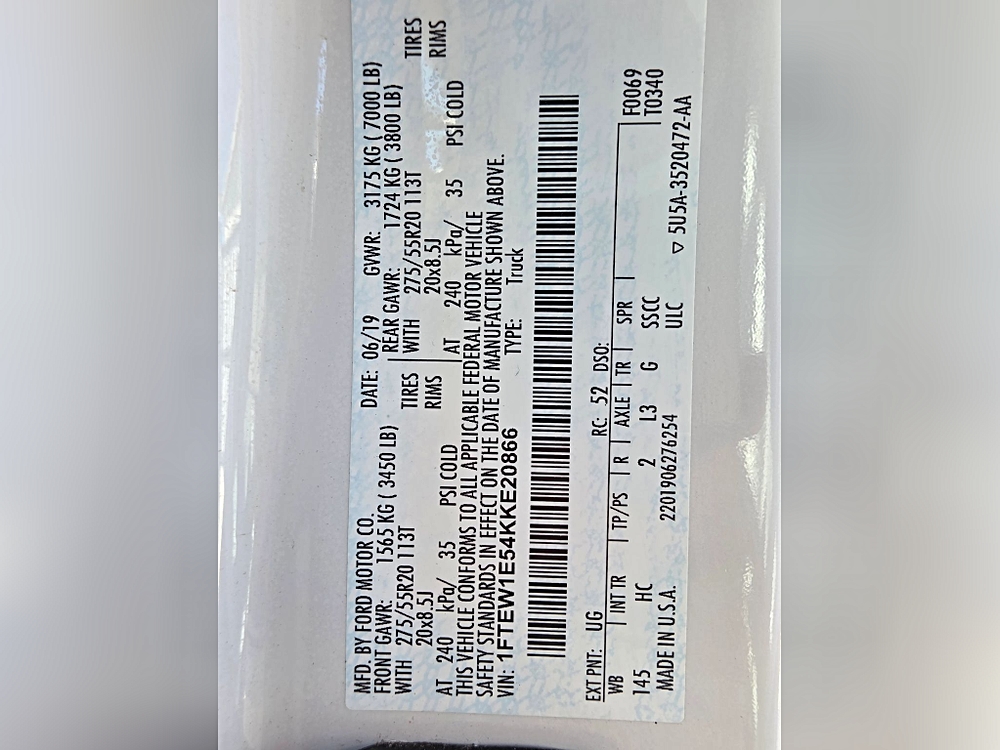 MFD. BY FORD MOTOR CO. DATE: 06/19 GVWR: 3175 KG ( 7000 LB)
FRONT GAWR: 1565 KG ( 3450 LB) REAR GAWR: 1724 KG ( 3800 LB)
WITH 275/55R20 113T TIRES WITH 275/55R20 113T TIRES
20x8.5J RIMS 20x8.5J RIMS
AT 240 kPa/ 35 PSI COLD AT 240 kPa/ 35 PSI COLD
THIS VEHICLE CONFORMS TO ALL APPLICABLE FEDERAL MOTOR VEHICLE
SAFETY STANDARDS IN EFFECT ON THE DATE OF MANUFACTURE SHOWN ABOVE.
VIN: 1FTEW1E54KKE20866 TYPE: Truck
EXT PNT: UG RC: 52 DSO: F0069
WB INT TR TP/PS R AXLE TR SPR T0340
145 HC 2 L3 G SSCC
MADE IN U.S.A. 2201906276254 ULC ▽ 5U5A-3520472-AA